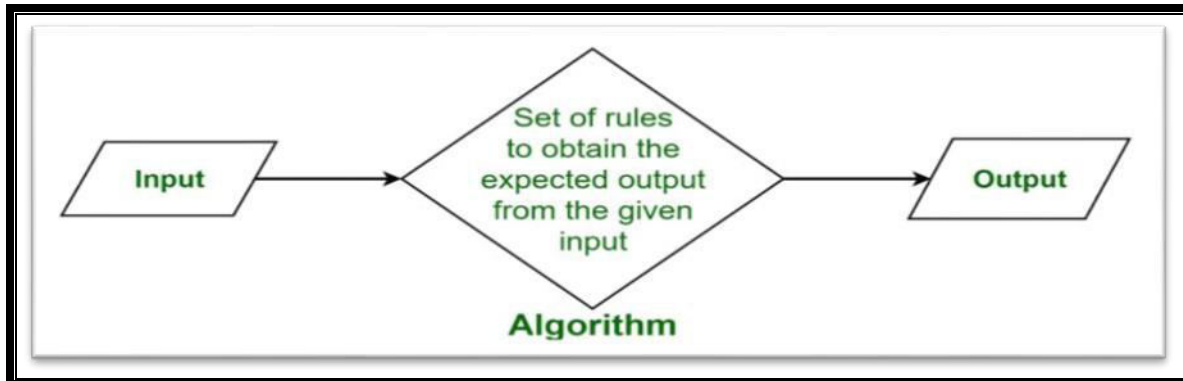 Input
Set of rules
to obtain the
expected output
from the given
input
Output
Algorithm